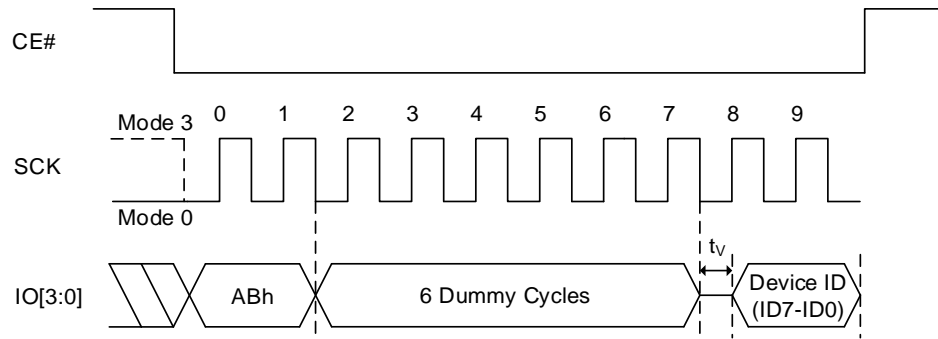 CE#
0 1 2 3 4 5 6 7 8 9
Mode 3
SCK
Mode 0
tV
IO[3:0] ABh 6 Dummy Cycles Device ID
(ID7-ID0)